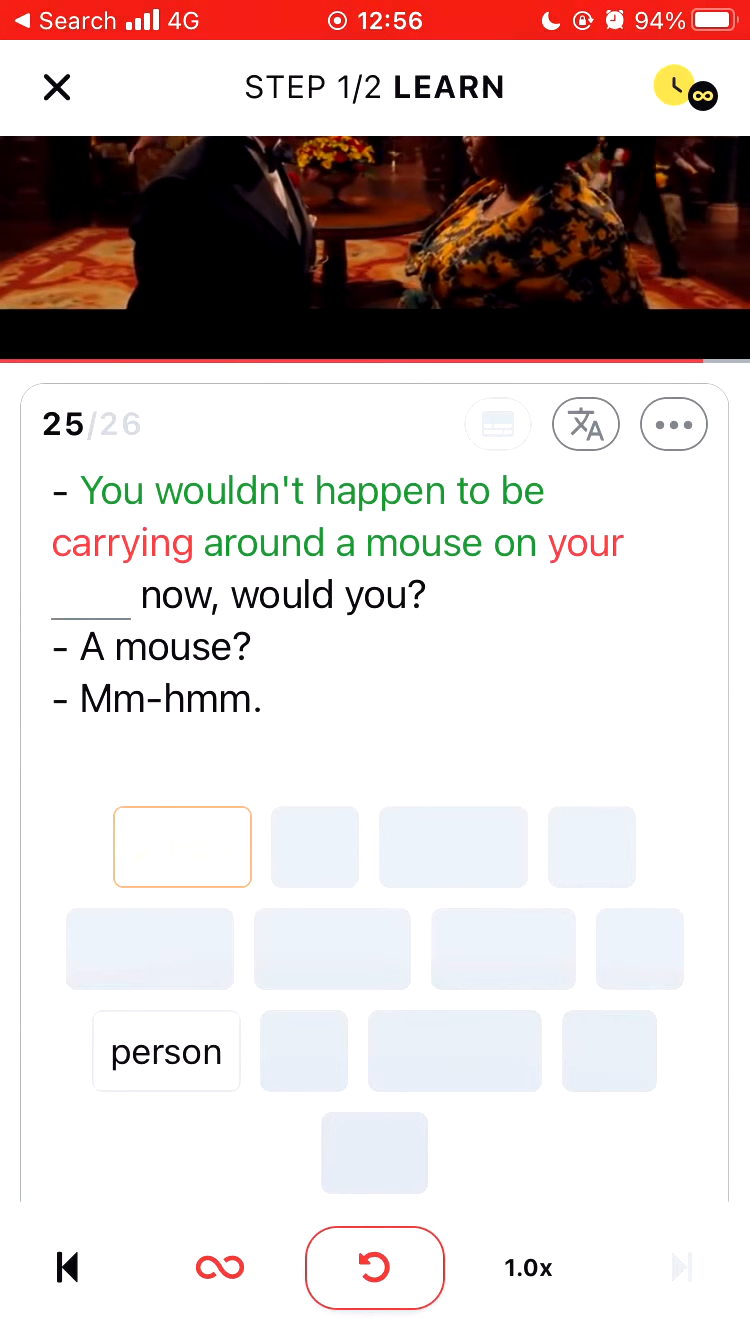 Search 4G 12:56 94%
STEP 1/2 LEARN
25/26
- You wouldn't happen to be
carrying around a mouse on your
____ now, would you?
- A mouse?
- Mm-hmm.
person
1.0x